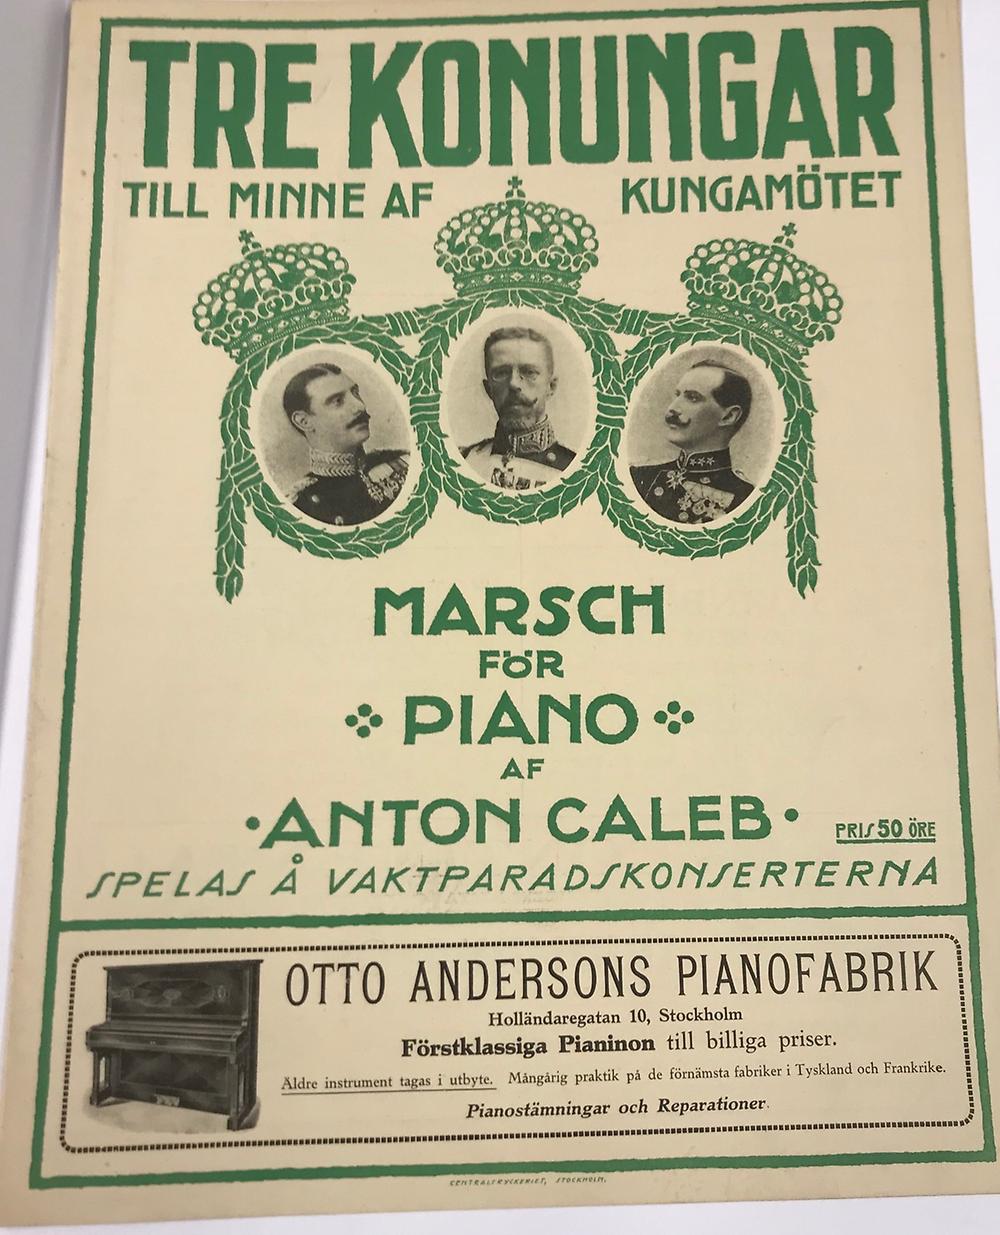 TRE KONUNGAR
TILL MINNE AF KUNGAMÖTET
MARSCH
FÖR
PIANO
AF
·ANTON CALEB·
PRIS 50 ÖRE
SPELAS Å VAKTPARADSKONSERTERNA
OTTO ANDERSONS PIANOFABRIK
Holländaregatan 10, Stockholm
Förstklassiga Pianinon till billiga priser.
Äldre instrument tagas i utbyte. Mångårig praktik på de förnämsta fabriker i Tyskland och Frankrike.
Pianostämningar och Reparationer.
CENTRALTRYCKERIET, STOCKHOLM.